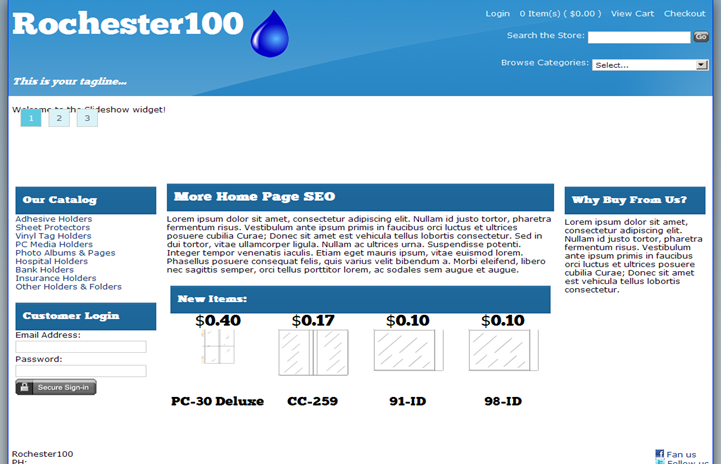 Rochester100
Login 0 Item(s) ( $0.00 ) View Cart Checkout
Search the Store: Go
Browse Categories: Select...
This is your tagline...
Welcome to the Slideshow widget!
1 2 3
Our Catalog
Adhesive Holders
Sheet Protectors
Vinyl Tag Holders
PC Media Holders
Photo Albums & Pages
Hospital Holders
Bank Holders
Insurance Holders
Other Holders & Folders
Customer Login
Email Address:
Password:
Secure Sign-in
More Home Page SEO
Lorem ipsum dolor sit amet, consectetur adipiscing elit. Nullam id justo tortor, pharetra
fermentum risus. Vestibulum ante ipsum primis in faucibus orci luctus et ultrices
posuere cubilia Curae; Donec sit amet est vehicula tellus lobortis consectetur. Sed in
dui tortor, vitae ullamcorper ligula. Nullam ac ultrices urna. Suspendisse potenti.
Integer tempor venenatis iaculis. Etiam eget mauris ipsum, vitae euismod lorem.
Phasellus posuere consequat felis, quis varius velit bibendum a. Morbi eleifend, libero
nec sagittis semper, orci tellus porttitor lorem, ac sodales sem augue et augue.
New Items:
$0.40 $0.17 $0.10 $0.10
PC-30 Deluxe CC-259 91-ID 98-ID
Why Buy From Us?
Lorem ipsum dolor sit amet,
consectetur adipiscing elit.
Nullam id justo tortor, pharetra
fermentum risus. Vestibulum
ante ipsum primis in faucibus
orci luctus et ultrices posuere
cubilia Curae; Donec sit amet
est vehicula tellus lobortis
consectetur.
Rochester100
PH:
Fan us
Follow us